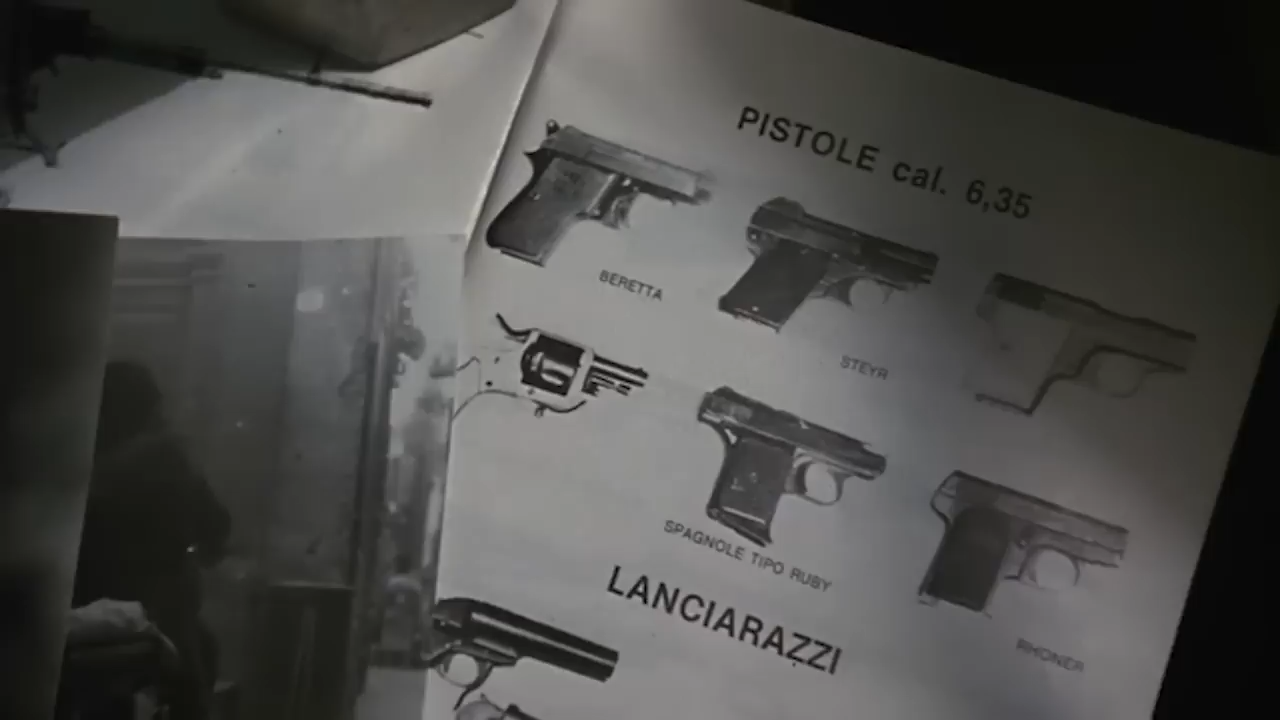 PISTOLE cal. 6,35
BERETTA
STEYR
SPAGNOLE TIPO RUBY
RHONER
LANCIARAZZI